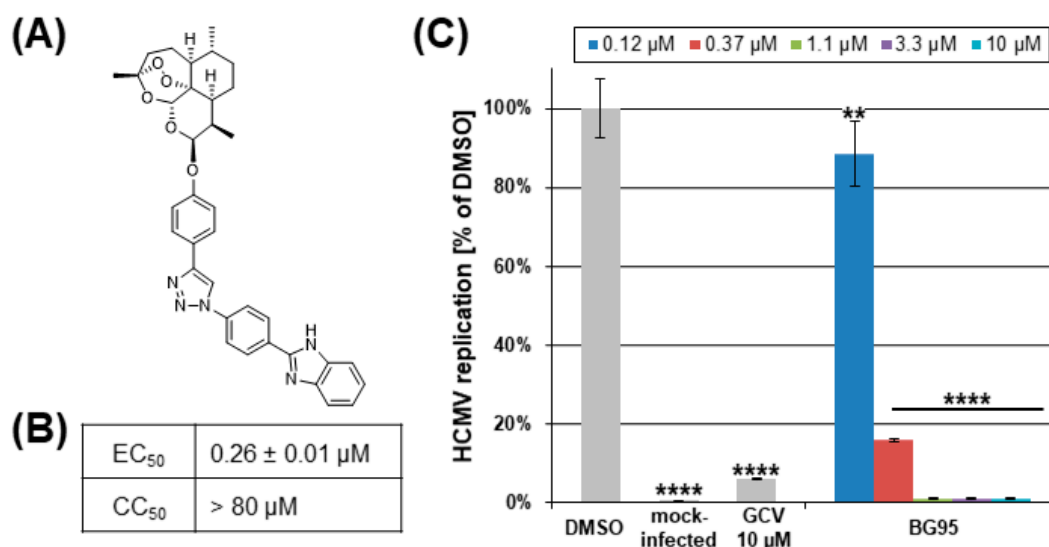 (A)
H
H
O
O
O
O
O
N
N
N
H
N
N
(B)
EC50 0.26 ± 0.01 µM
CC50 > 80 µM
(C)
0.12 µM 0.37 µM 1.1 µM 3.3 µM 10 µM
HCMV replication [% of DMSO]
100%
80%
60%
40%
20%
0%
**
****
****
****
DMSO mock-infected GCV 10 µM BG95